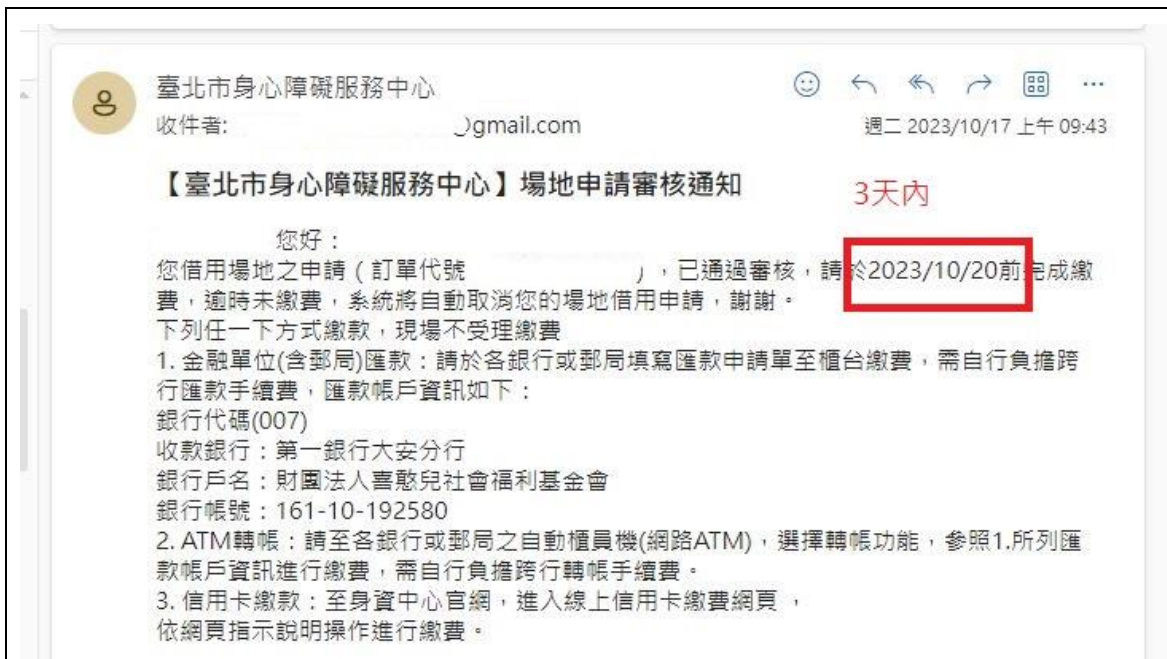 臺北市身心障礙服務中心
收件者: @gmail.com
週二 2023/10/17 上午 09:43
【臺北市身心障礙服務中心】場地申請審核通知
3天內
您好：
您借用場地之申請（訂單代號 ），已通過審核，請於2023/10/20前完成繳
費，逾時未繳費，系統將自動取消您的場地借用申請，謝謝。
下列任一下方式繳款，現場不受理繳費
1. 金融單位(含郵局)匯款：請於各銀行或郵局填寫匯款申請單至櫃台繳費，需自行負擔跨
行匯款手續費，匯款帳戶資訊如下：
銀行代碼(007)
收款銀行：第一銀行大安分行
銀行戶名：財團法人喜憨兒社會福利基金會
銀行帳號：161-10-192580
2. ATM轉帳：請至各銀行或郵局之自動櫃員機(網路ATM)，選擇轉帳功能，參照1.所列匯
款帳戶資訊進行繳費，需自行負擔跨行轉帳手續費。
3. 信用卡繳款：至身資中心官網，進入線上信用卡繳費網頁，
依網頁指示說明操作進行繳費。